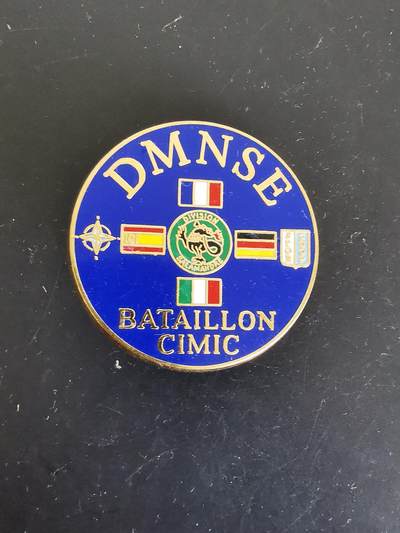 DMNSE
DIVISION
SALAMANDRE
BATAILLON
CIMIC